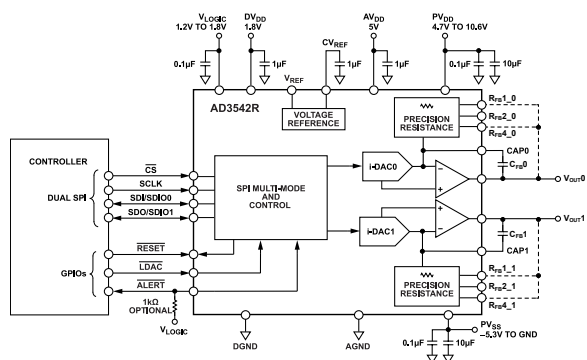 VLOGIC
1.2V TO 1.8V
DVDD
1.8V
AVDD
5V
PVDD
4.7V TO 10.6V
0.1µF
1µF
CVREF
1µF
1µF
0.1µF
10µF
VREF
AD3542R
VOLTAGE
REFERENCE
PRECISION
RESISTANCE
RFB1_0
RFB2_0
RFB4_0
CAP0
CFB0
VOUT0
CONTROLLER
DUAL SPI
CS
SCLK
SDI/SDIO0
SDO/SDIO1
SPI MULTI-MODE
AND
CONTROL
i-DAC0
i-DAC1
VOUT1
CFB1
CAP1
GPIOs
RESET
LDAC
ALERT
1kΩ
OPTIONAL
VLOGIC
PRECISION
RESISTANCE
RFB1_1
RFB2_1
RFB4_1
DGND
AGND
0.1µF
10µF
PVSS
–5.3V TO GND